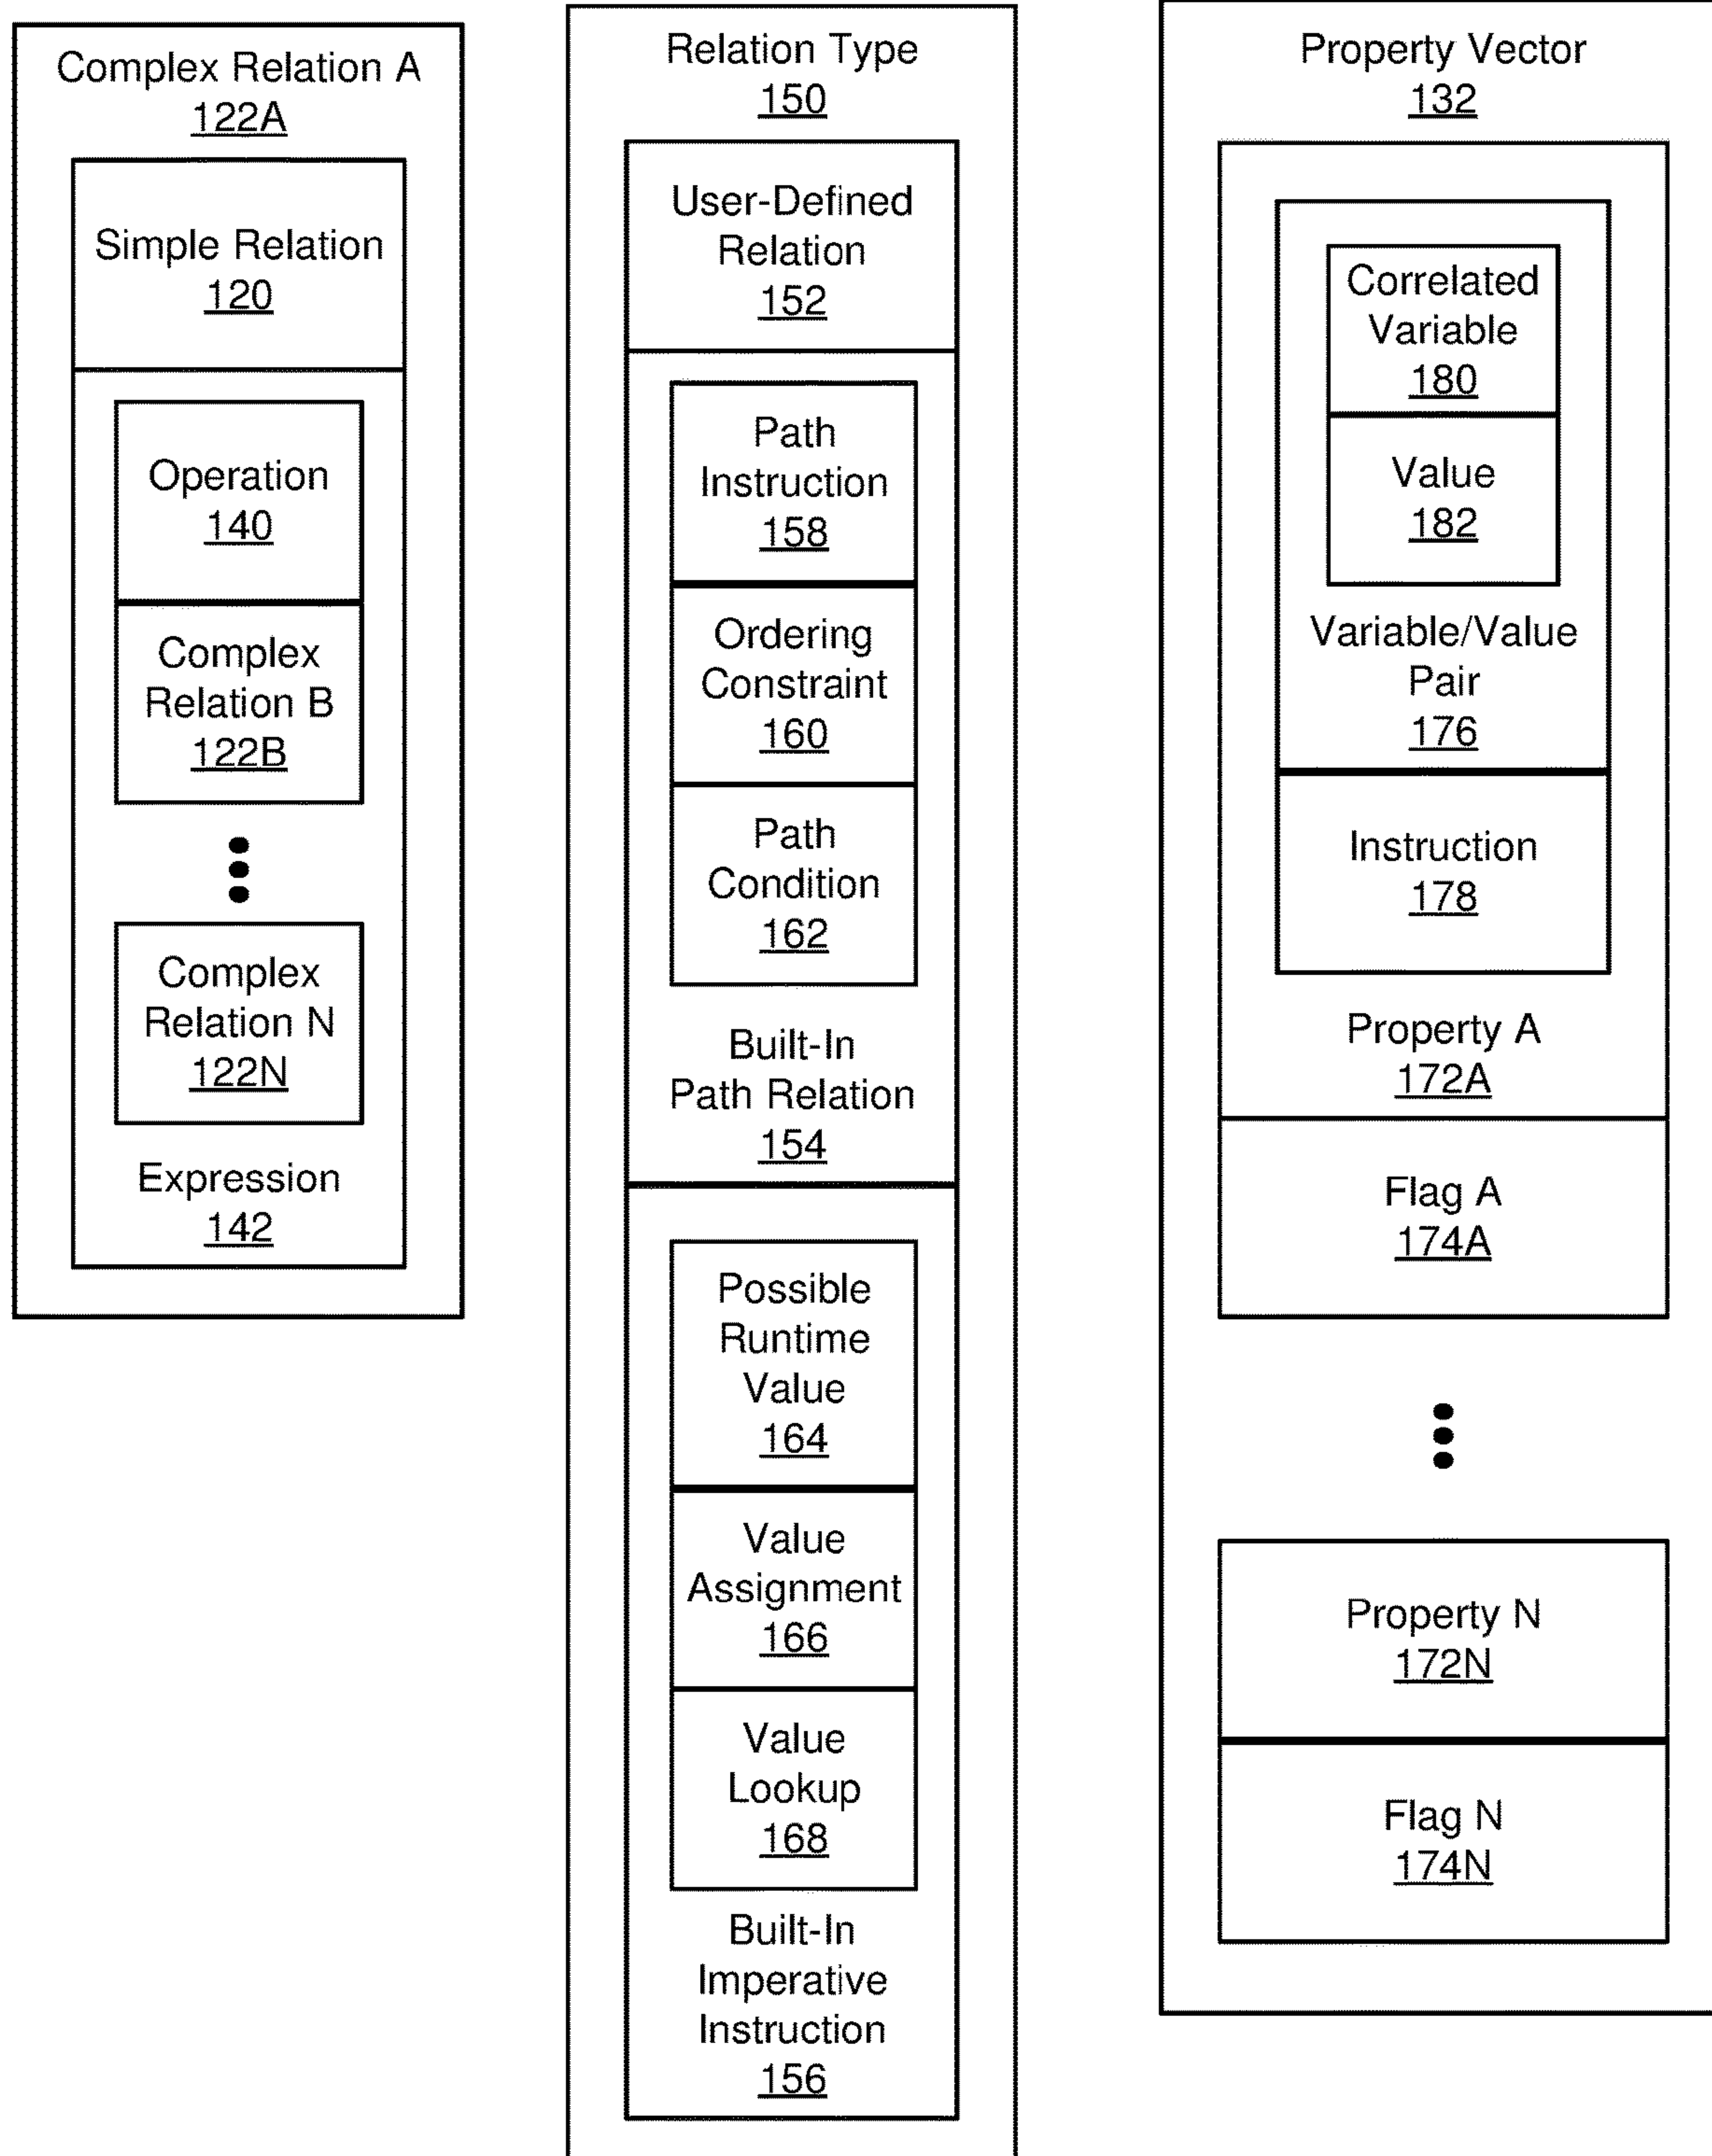 Complex Relation A
122A
Simple Relation
120
Operation
140
Complex
Relation B
122B
Complex
Relation N
122N
Expression
142
Relation Type
150
User-Defined
Relation
152
Path
Instruction
158
Ordering
Constraint
160
Path
Condition
162
Built-In
Path Relation
154
Possible
Runtime
Value
164
Value
Assignment
166
Value
Lookup
168
Built-In
Imperative
Instruction
156
Property Vector
132
Correlated
Variable
180
Value
182
Variable/Value
Pair
176
Instruction
178
Property A
172A
Flag A
174A
Property N
172N
Flag N
174N